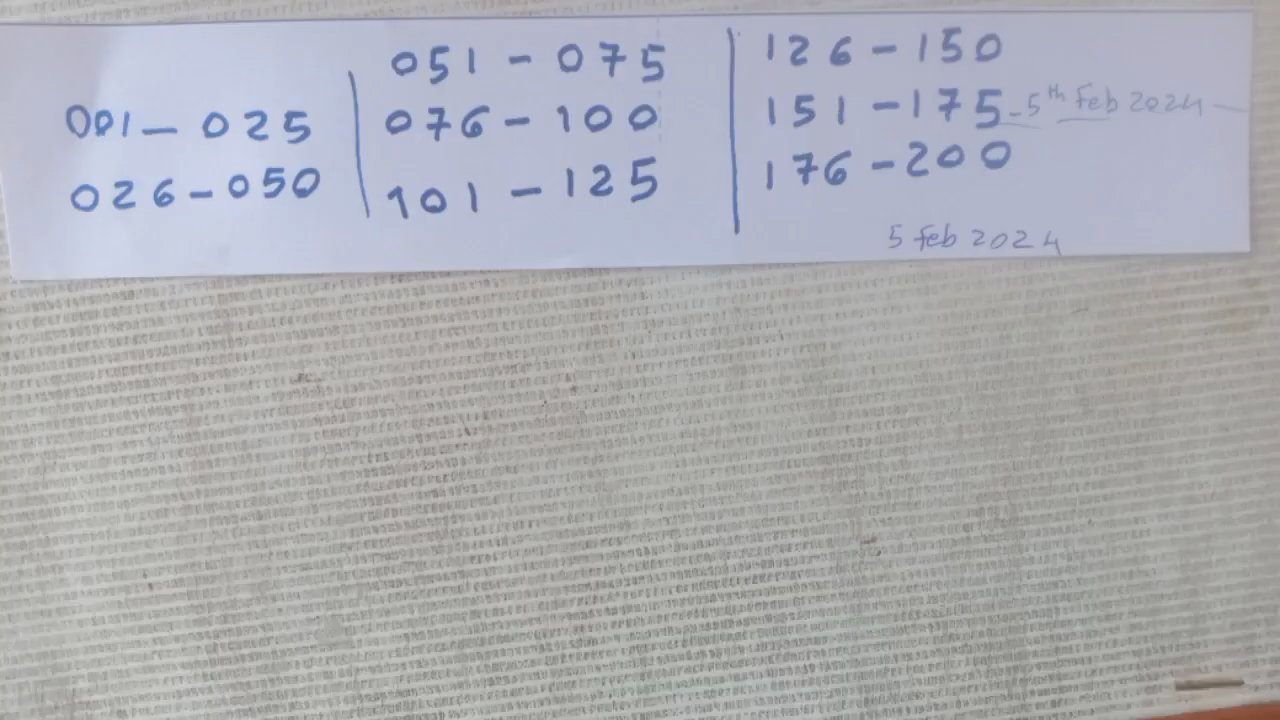 001 - 025
026 - 050
051 - 075
076 - 100
101 - 125
126 - 150
151 - 175 - 5th Feb 2024 -
176 - 200
5 feb 2024